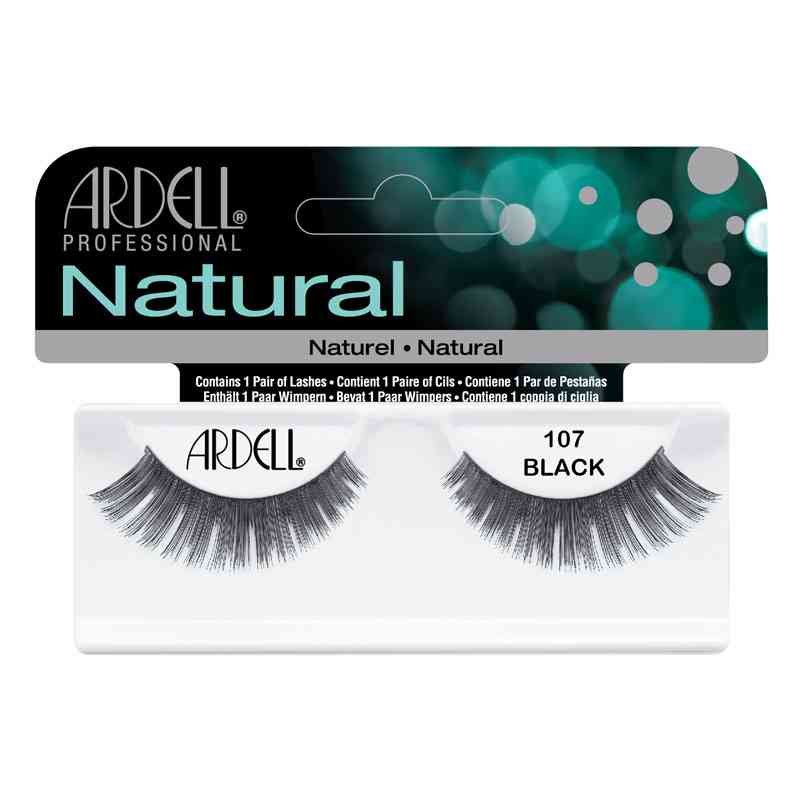 ARDELL®
PROFESSIONAL
Natural
Naturel • Natural
Contains 1 Pair of Lashes • Contient 1 Paire of Cils • Contiene 1 Par de Pestañas
Enthält 1 Paar Wimpern • Bevat 1 Paar Wimpers • Contiene 1 coppia di ciglia
ARDELL®
107
BLACK